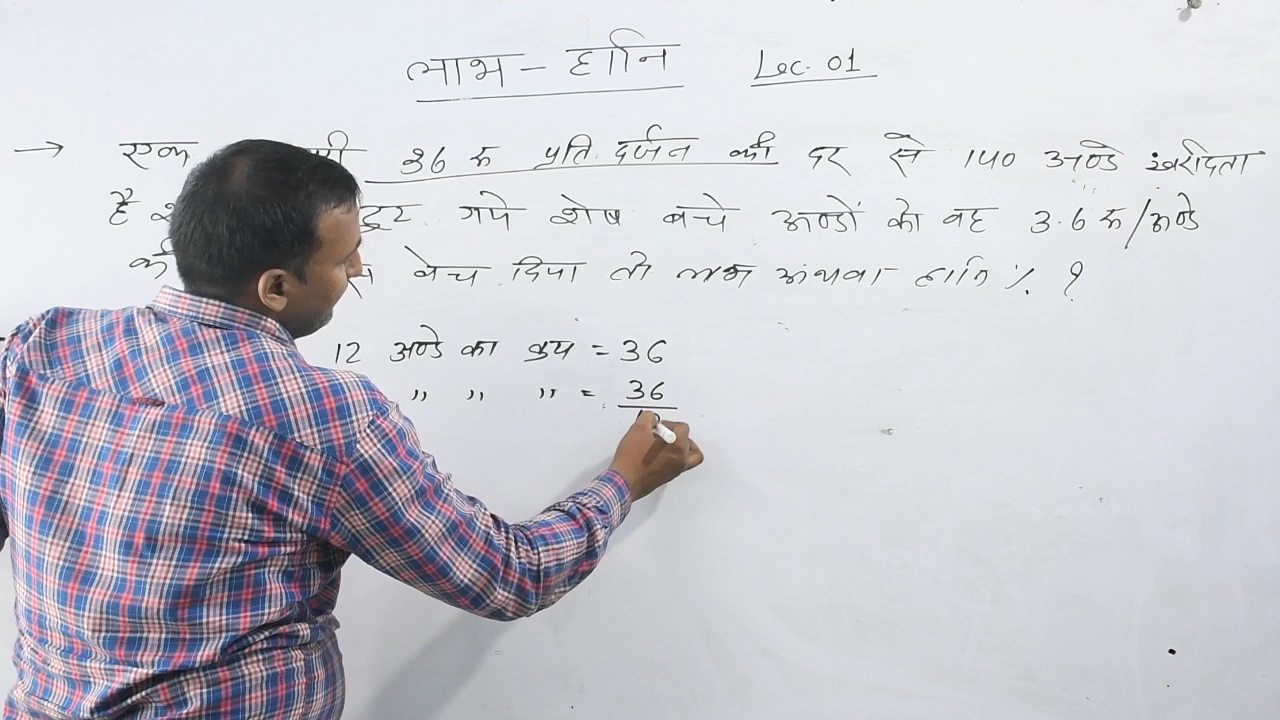 लाभ - हानि Lec. 01
→ एक 36 रु प्रति दर्जन की दर से 140 अण्डे खरीदता
है टूट गये शेष बचे अण्डों को वह 3.6 रु/अण्डे
बेच दिया तो लाभ अथवा हानि % ?
12 अण्डे का क्रय = 36
" " " = 36